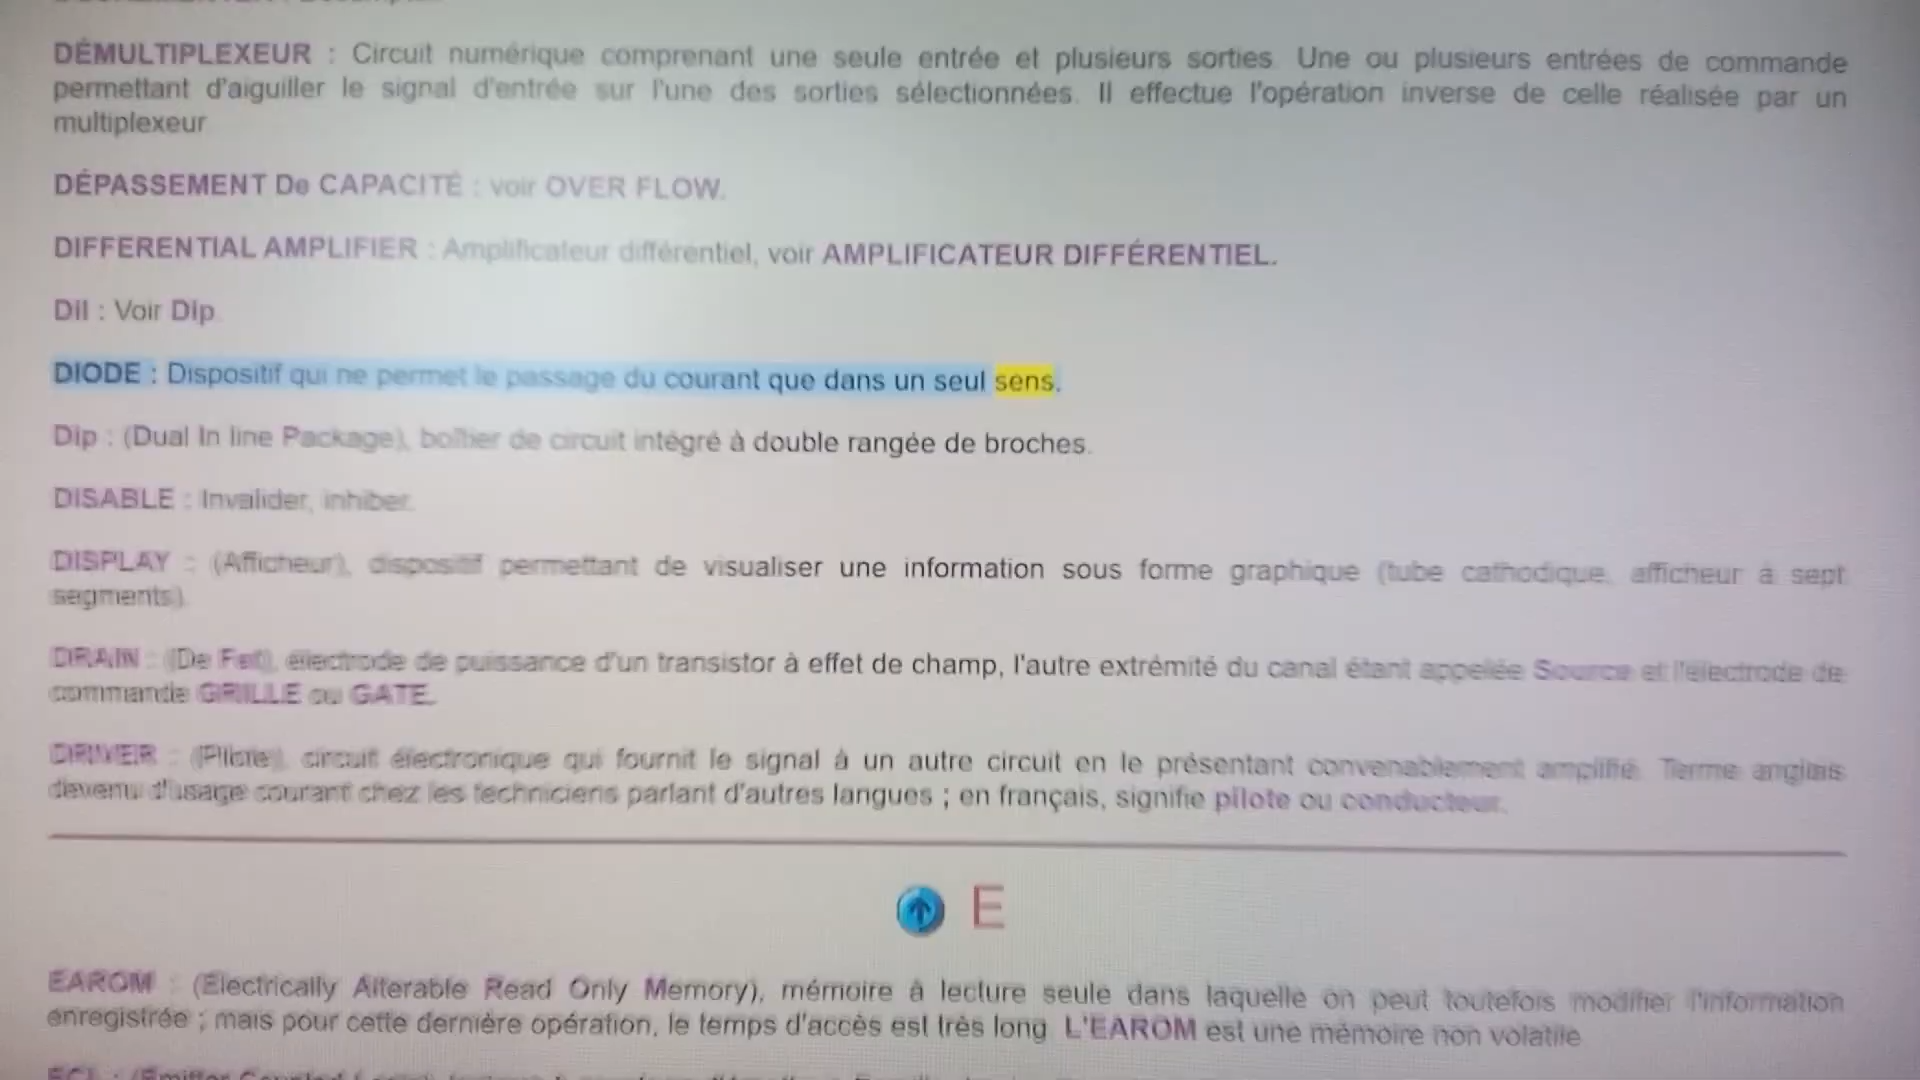 DÉMULTIPLEXEUR : Circuit numérique comprenant une seule entrée et plusieurs sorties. Une ou plusieurs entrées de commande
permettant d'aiguiller le signal d'entrée sur l'une des sorties sélectionnées. Il effectue l'opération inverse de celle réalisée par un
multiplexeur
DÉPASSEMENT De CAPACITÉ : voir OVER FLOW.
DIFFERENTIAL AMPLIFIER : Amplificateur différentiel, voir AMPLIFICATEUR DIFFÉRENTIEL.
Dil : Voir Dip
DIODE : Dispositif qui ne permet le passage du courant que dans un seul sens.
Dip : (Dual In line Package), boîtier de circuit intégré à double rangée de broches.
DISABLE : Invalider, inhiber.
DISPLAY : (Afficheur), dispositif permettant de visualiser une information sous forme graphique (tube cathodique, afficheur à sept
segments)
DRAIN : (De Fet), électrode de puissance d'un transistor à effet de champ, l'autre extrémité du canal étant appelée Source et l'électrode de
commande GRILLE ou GATE.
DRIVER : (Pilote), circuit électronique qui fournit le signal à un autre circuit en le présentant convenablement amplifié. Terme anglais
devenu d'usage courant chez les techniciens parlant d'autres langues ; en français, signifie pilote ou conducteur.
E
EAROM : (Electrically Alterable Read Only Memory), mémoire à lecture seule dans laquelle on peut toutefois modifier l'information
enregistrée ; mais pour cette dernière opération, le temps d'accès est très long. L'EAROM est une mémoire non volatile